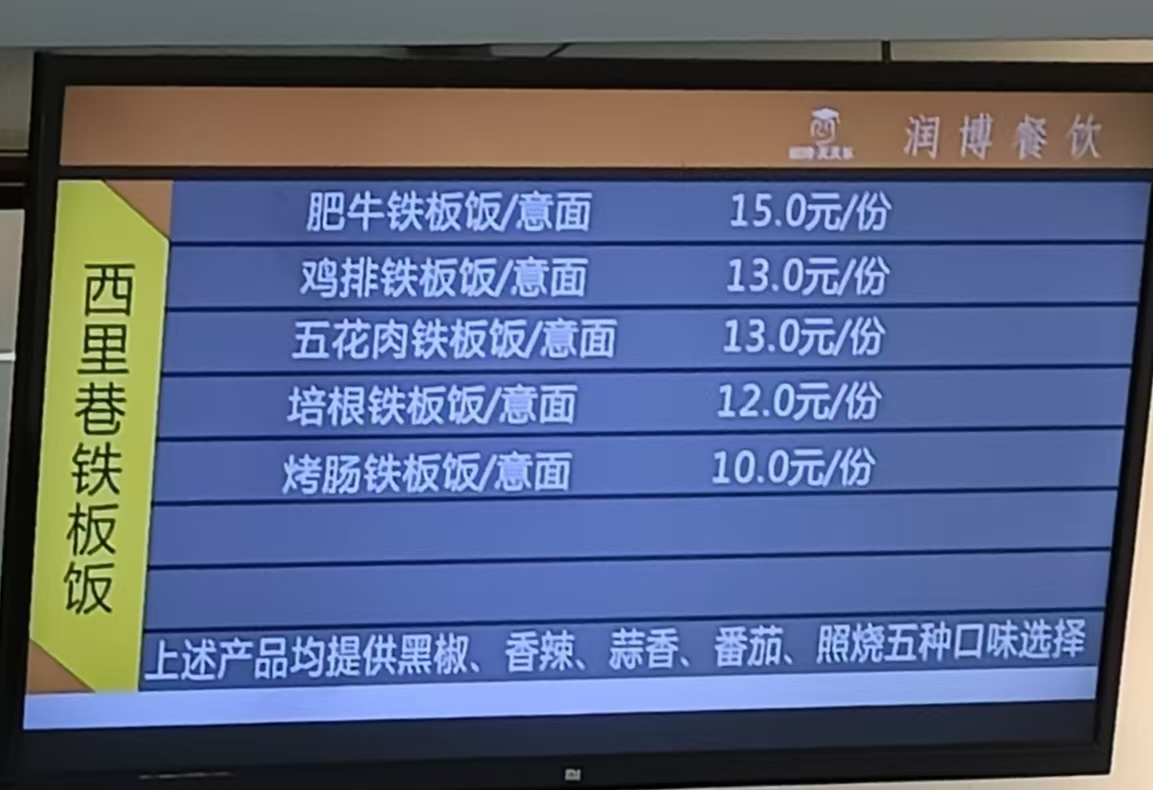 润博餐饮
西里巷铁板饭
肥牛铁板饭/意面 15.0元/份
鸡排铁板饭/意面 13.0元/份
五花肉铁板饭/意面 13.0元/份
培根铁板饭/意面 12.0元/份
烤肠铁板饭/意面 10.0元/份
上述产品均提供黑椒、香辣、蒜香、番茄、照烧五种口味选择